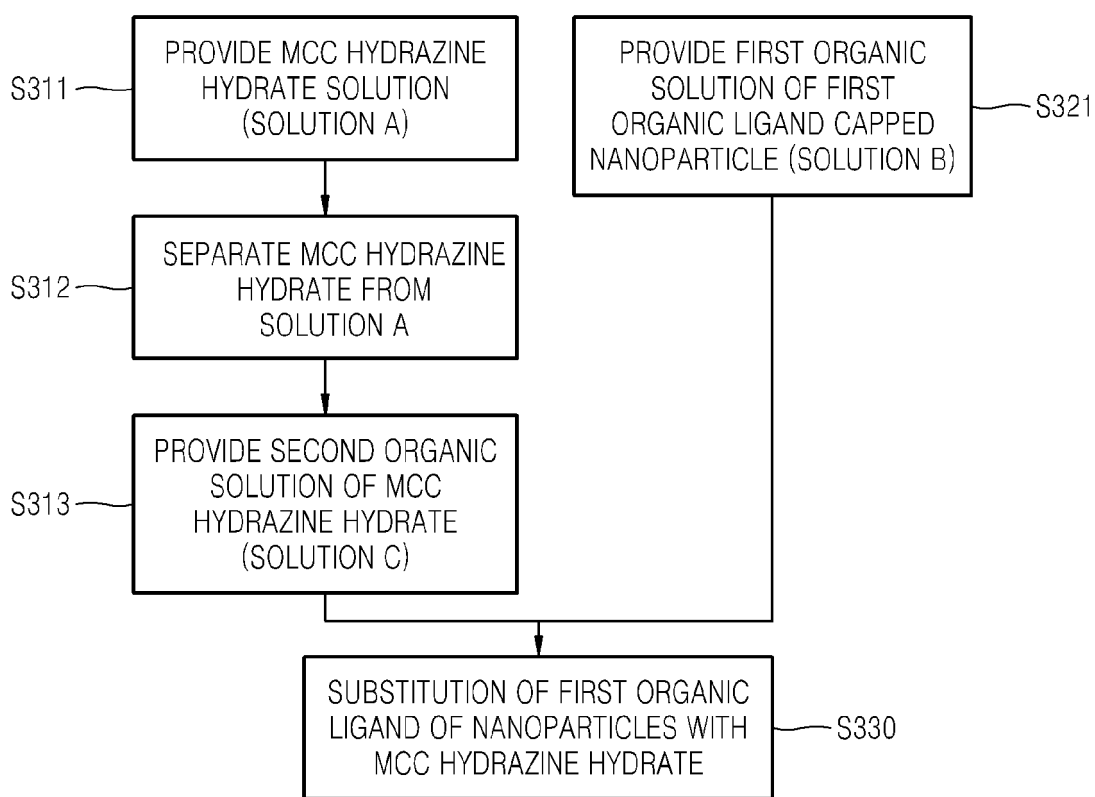 S311
PROVIDE MCC HYDRAZINE
HYDRATE SOLUTION
(SOLUTION A)
PROVIDE FIRST ORGANIC
SOLUTION OF FIRST
ORGANIC LIGAND CAPPED
NANOPARTICLE (SOLUTION B)
S321
S312
SEPARATE MCC HYDRAZINE
HYDRATE FROM
SOLUTION A
S313
PROVIDE SECOND ORGANIC
SOLUTION OF MCC
HYDRAZINE HYDRATE
(SOLUTION C)
SUBSTITUTION OF FIRST ORGANIC
LIGAND OF NANOPARTICLES WITH
MCC HYDRAZINE HYDRATE
S330